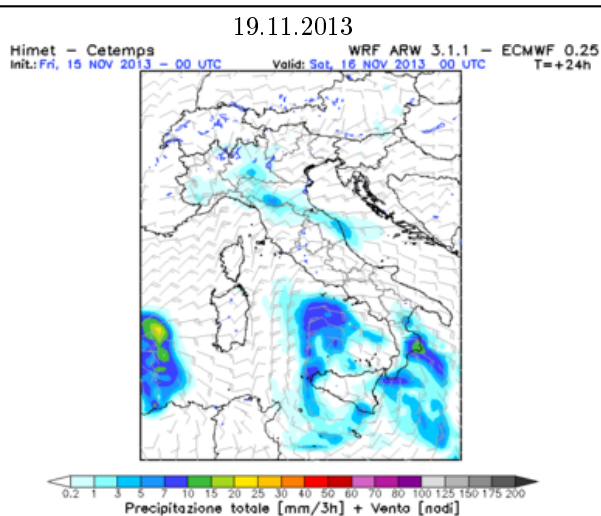 19.11.2013
Himet – Cetemps WRF ARW 3.1.1 – ECMWF 0.25
Init.: Fri, 15 NOV 2013 – 00 UTC Valid: Sat, 16 NOV 2013 00 UTC T=+24h
0.2 1 3 5 7 10 15 20 25 30 40 50 60 70 80 100 125 150 175 200
Precipitazione totale [mm/3h] + Vento [nodi]